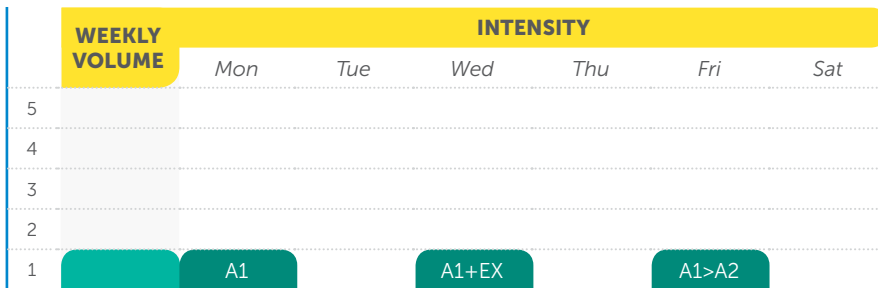 WEEKLY VOLUME
INTENSITY
Mon Tue Wed Thu Fri Sat
5
4
3
2
1 A1 A1+EX A1>A2